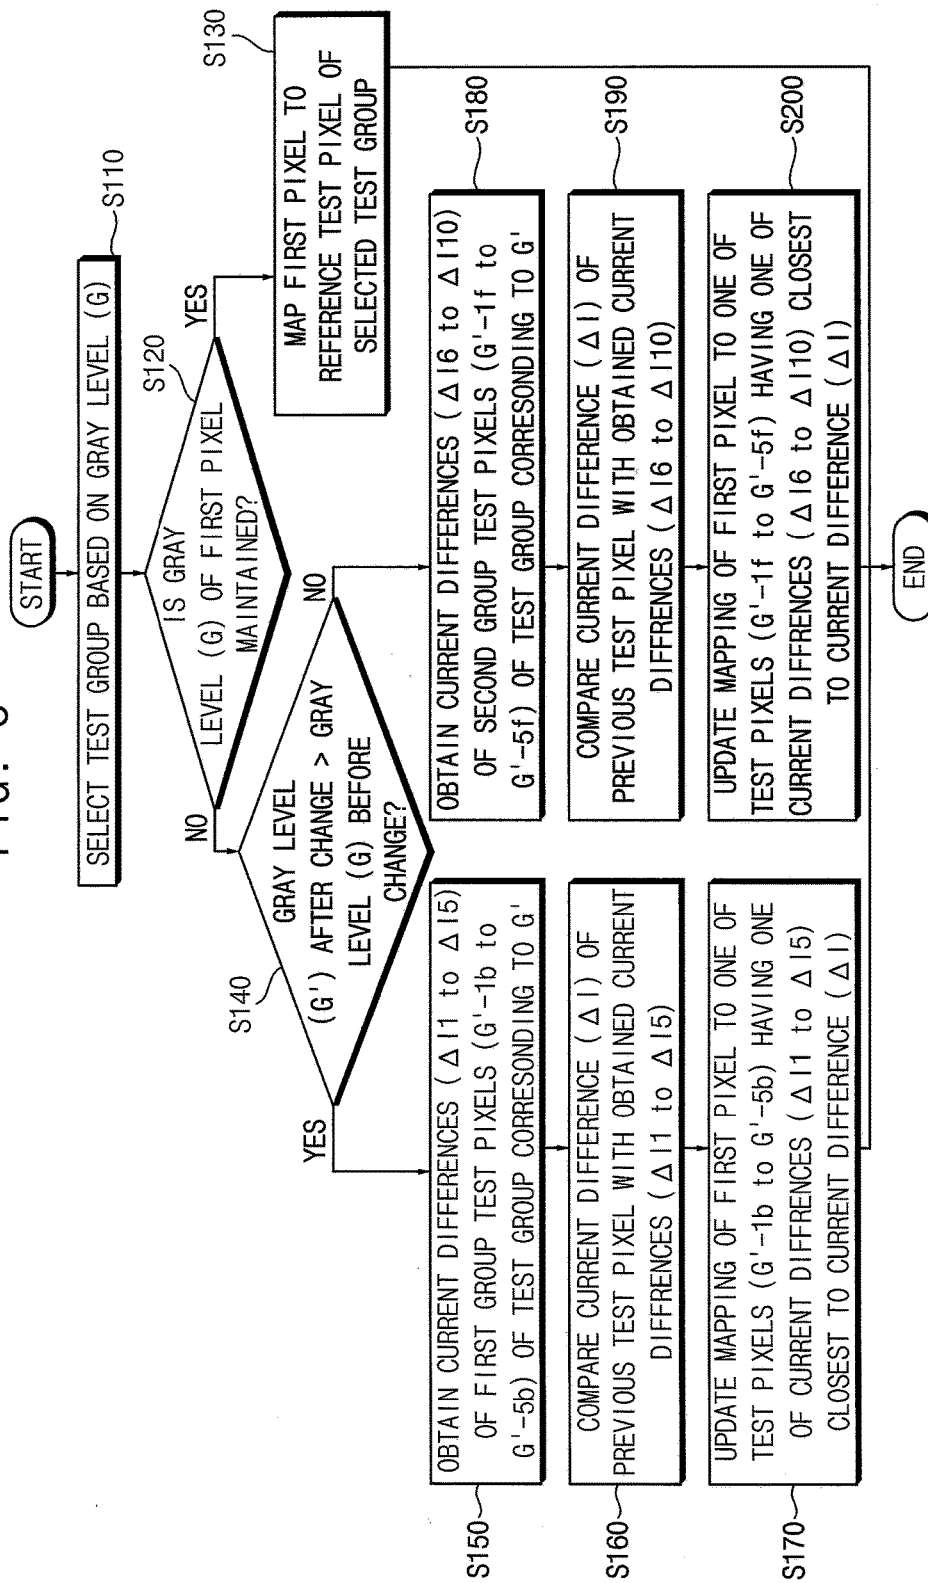 START
SELECT TEST GROUP BASED ON GRAY LEVEL (G)
S110
IS GRAY
LEVEL (G) OF FIRST PIXEL
MAINTAINED?
S120
YES
NO
MAP FIRST PIXEL TO
REFERENCE TEST PIXEL OF
SELECTED TEST GROUP
S130
GRAY LEVEL
(G') AFTER CHANGE > GRAY
LEVEL (G) BEFORE
CHANGE?
S140
YES
NO
OBTAIN CURRENT DIFFERENCES (ΔI1 to ΔI5)
OF FIRST GROUP TEST PIXELS (G'-1b to
G'-5b) OF TEST GROUP CORRESONDING TO G'
S150
COMPARE CURRENT DIFFERENCE (ΔI) OF
PREVIOUS TEST PIXEL WITH OBTAINED CURRENT
DIFFERENCES (ΔI1 to ΔI5)
S160
UPDATE MAPPING OF FIRST PIXEL TO ONE OF
TEST PIXELS (G'-1b to G'-5b) HAVING ONE
OF CURRENT DIFFERENCES (ΔI1 to ΔI5)
CLOSEST TO CURRENT DIFFERENCE (ΔI)
S170
OBTAIN CURRENT DIFFERENCES (ΔI6 to ΔI10)
OF SECOND GROUP TEST PIXELS (G'-1f to
G'-5f) OF TEST GROUP CORRESONDING TO G'
S180
COMPARE CURRENT DIFFERENCE (ΔI) OF
PREVIOUS TEST PIXEL WITH OBTAINED CURRENT
DIFFERENCES (ΔI6 to ΔI10)
S190
UPDATE MAPPING OF FIRST PIXEL TO ONE OF
TEST PIXELS (G'-1f to G'-5f) HAVING ONE OF
CURRENT DIFFERENCES (ΔI6 to ΔI10) CLOSEST
TO CURRENT DIFFERENCE (ΔI)
S200
END